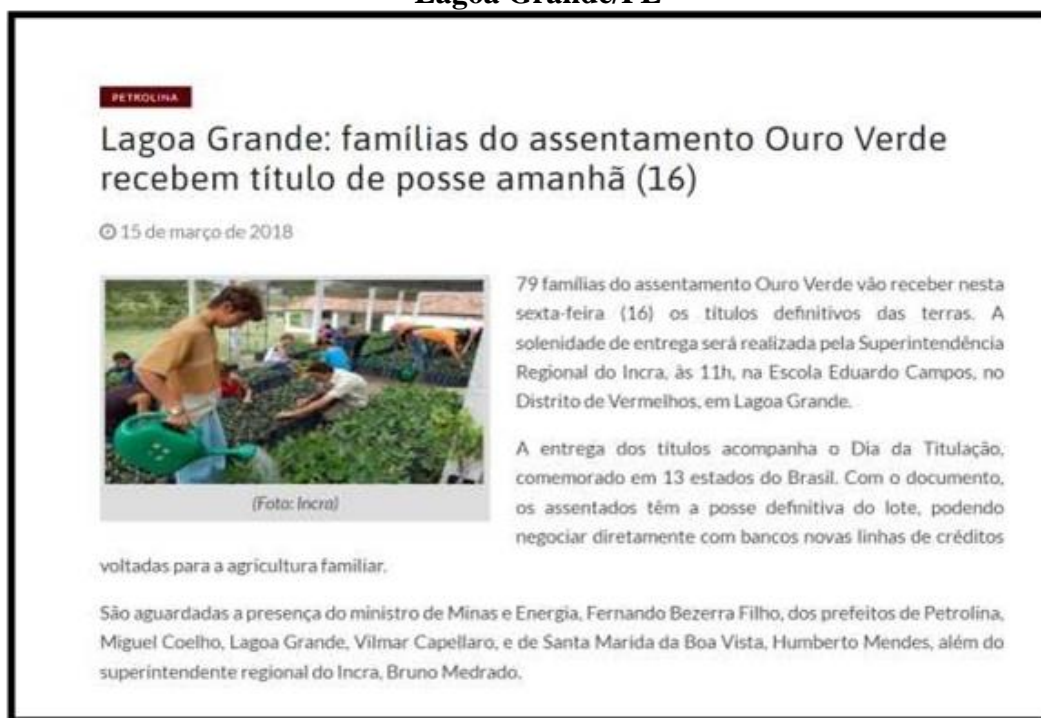 Lagoa Grande/PE
PETROLINA
Lagoa Grande: famílias do assentamento Ouro Verde
recebem título de posse amanhã (16)
15 de março de 2018
79 famílias do assentamento Ouro Verde vão receber nesta
sexta-feira (16) os títulos definitivos das terras. A
solenidade de entrega será realizada pela Superintendência
Regional do Incra, às 11h, na Escola Eduardo Campos, no
Distrito de Vermelhos, em Lagoa Grande.
(Foto: Incra)
A entrega dos títulos acompanha o Dia da Titulação,
comemorado em 13 estados do Brasil. Com o documento,
os assentados têm a posse definitiva do lote, podendo
negociar diretamente com bancos novas linhas de créditos
voltadas para a agricultura familiar.
São aguardadas a presença do ministro de Minas e Energia, Fernando Bezerra Filho, dos prefeitos de Petrolina,
Miguel Coelho, Lagoa Grande, Vilmar Capellaro, e de Santa Marida da Boa Vista, Humberto Mendes, além do
superintendente regional do Incra, Bruno Medrado.